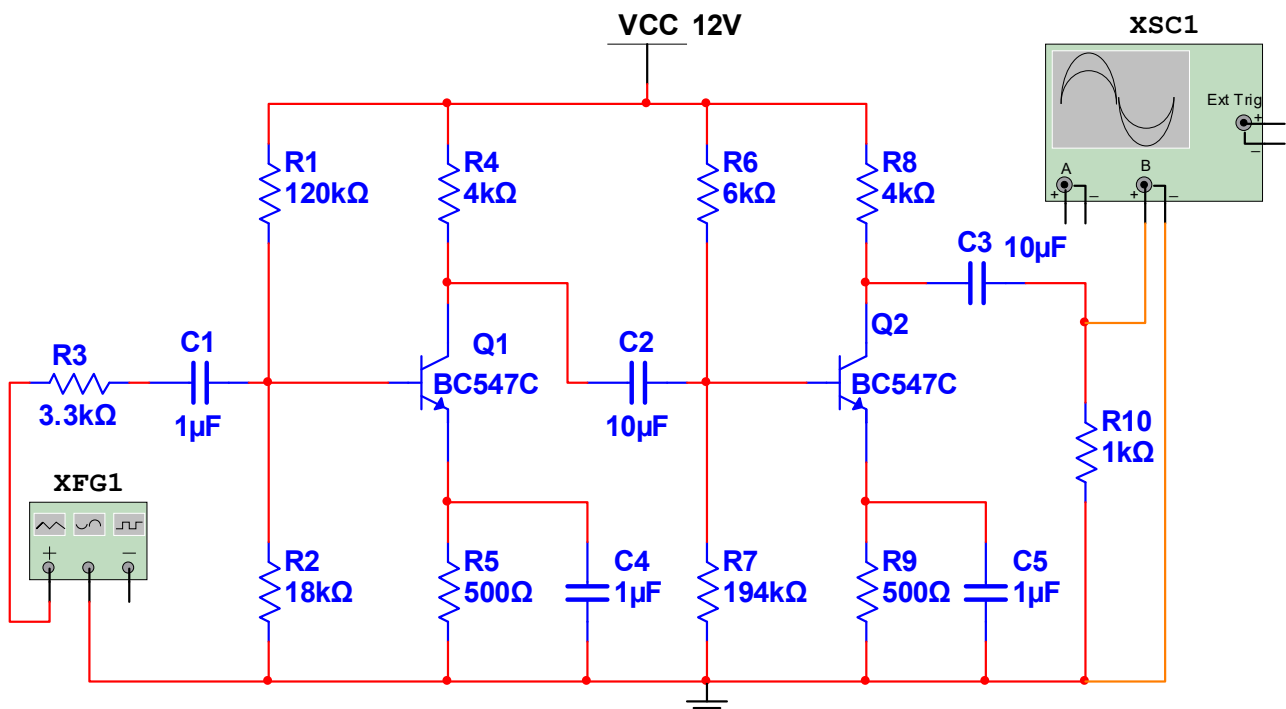 VCC 12V
XSC1
Ext Trig
+
−
A
B
+ − + −
R1
120kΩ
R4
4kΩ
R6
6kΩ
R8
4kΩ
C3
10µF
R3
3.3kΩ
C1
1µF
Q1
BC547C
C2
10µF
Q2
BC547C
R10
1kΩ
XFG1
+ −
R2
18kΩ
R5
500Ω
C4
1µF
R7
194kΩ
R9
500Ω
C5
1µF